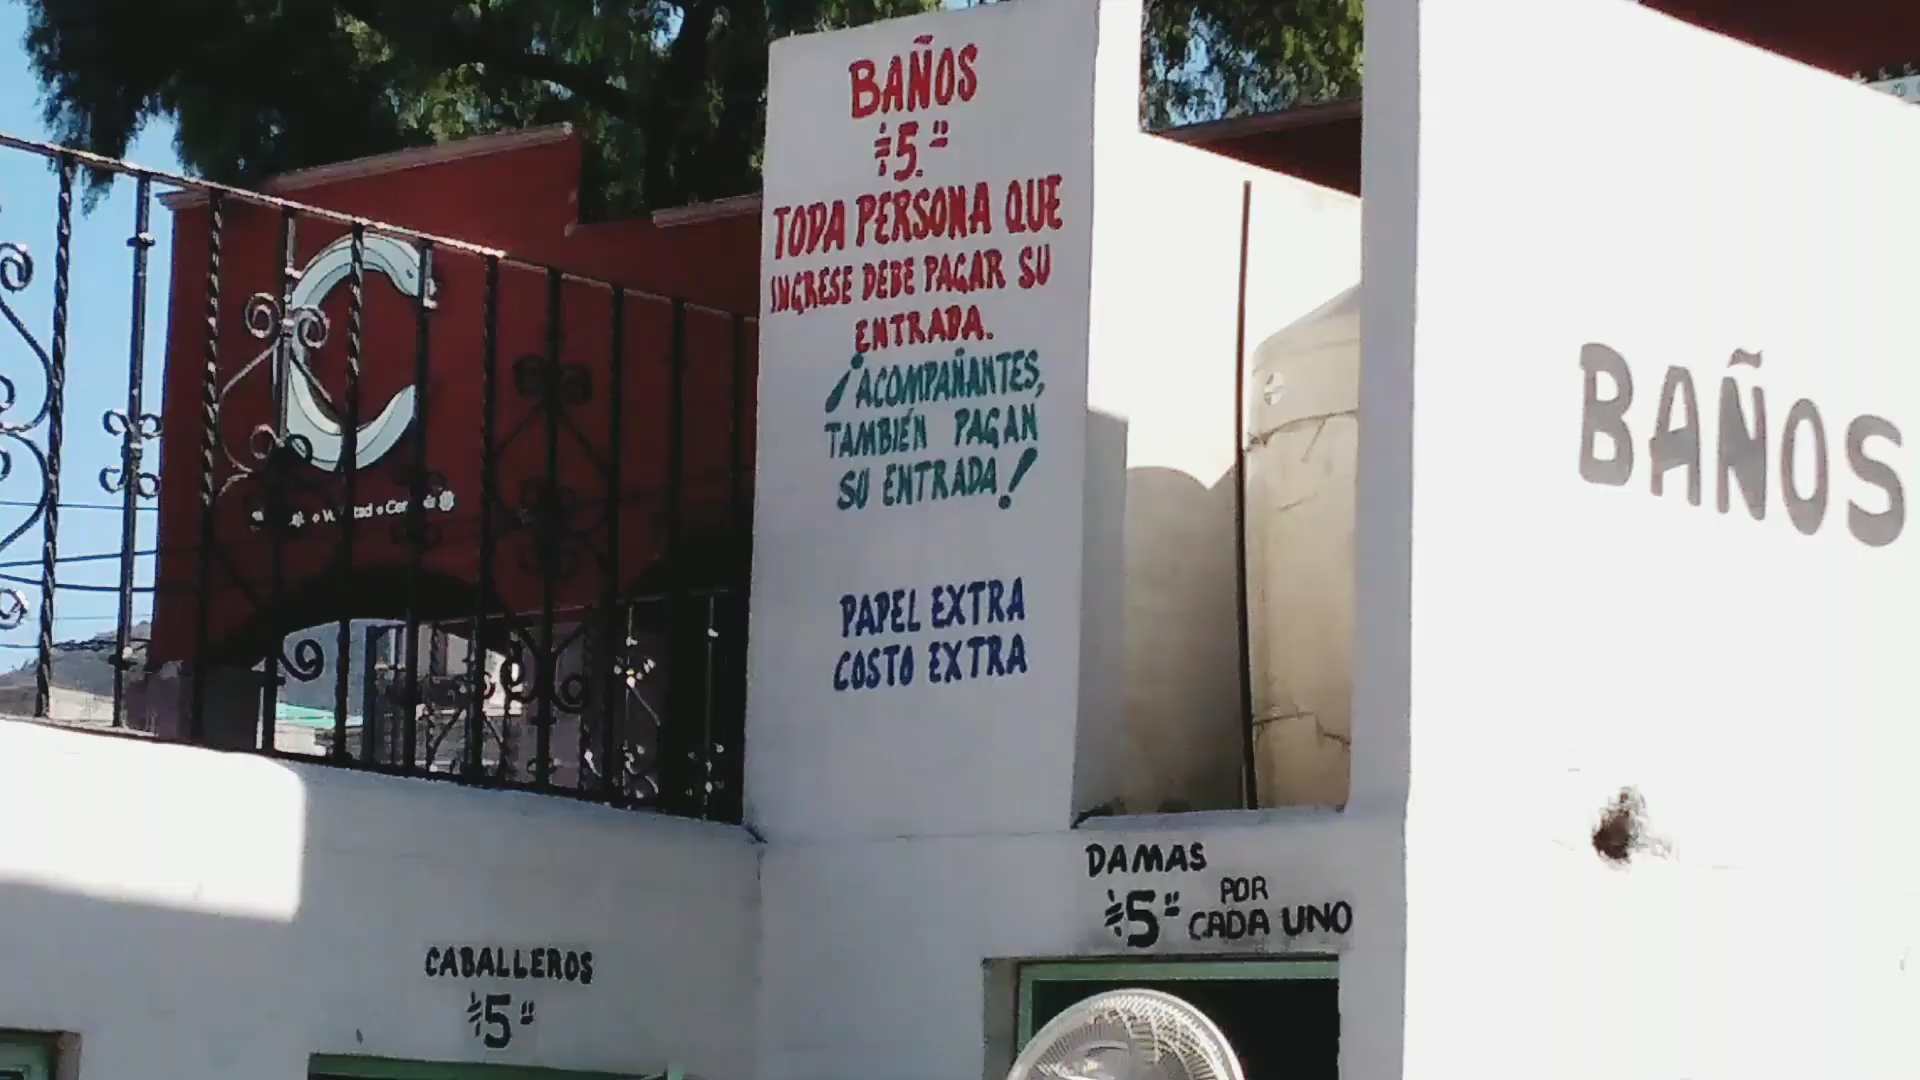 BAÑOS
$5.=
TODA PERSONA QUE
INGRESE DEBE PAGAR SU
ENTRADA.
¡ACOMPAÑANTES,
TAMBIÉN PAGAN
SU ENTRADA!
PAPEL EXTRA
COSTO EXTRA
BAÑOS
DAMAS
$5" POR
CADA UNO
CABALLEROS
$5"
C